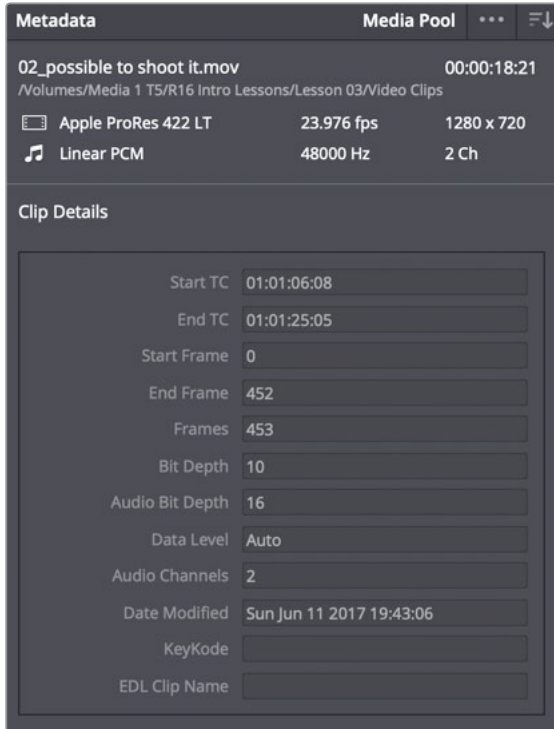 Metadata Media Pool •••
02_possible to shoot it.mov 00:00:18:21
/Volumes/Media 1 T5/R16 Intro Lessons/Lesson 03/Video Clips
Apple ProRes 422 LT 23.976 fps 1280 x 720
Linear PCM 48000 Hz 2 Ch
Clip Details
Start TC 01:01:06:08
End TC 01:01:25:05
Start Frame 0
End Frame 452
Frames 453
Bit Depth 10
Audio Bit Depth 16
Data Level Auto
Audio Channels 2
Date Modified Sun Jun 11 2017 19:43:06
KeyKode
EDL Clip Name